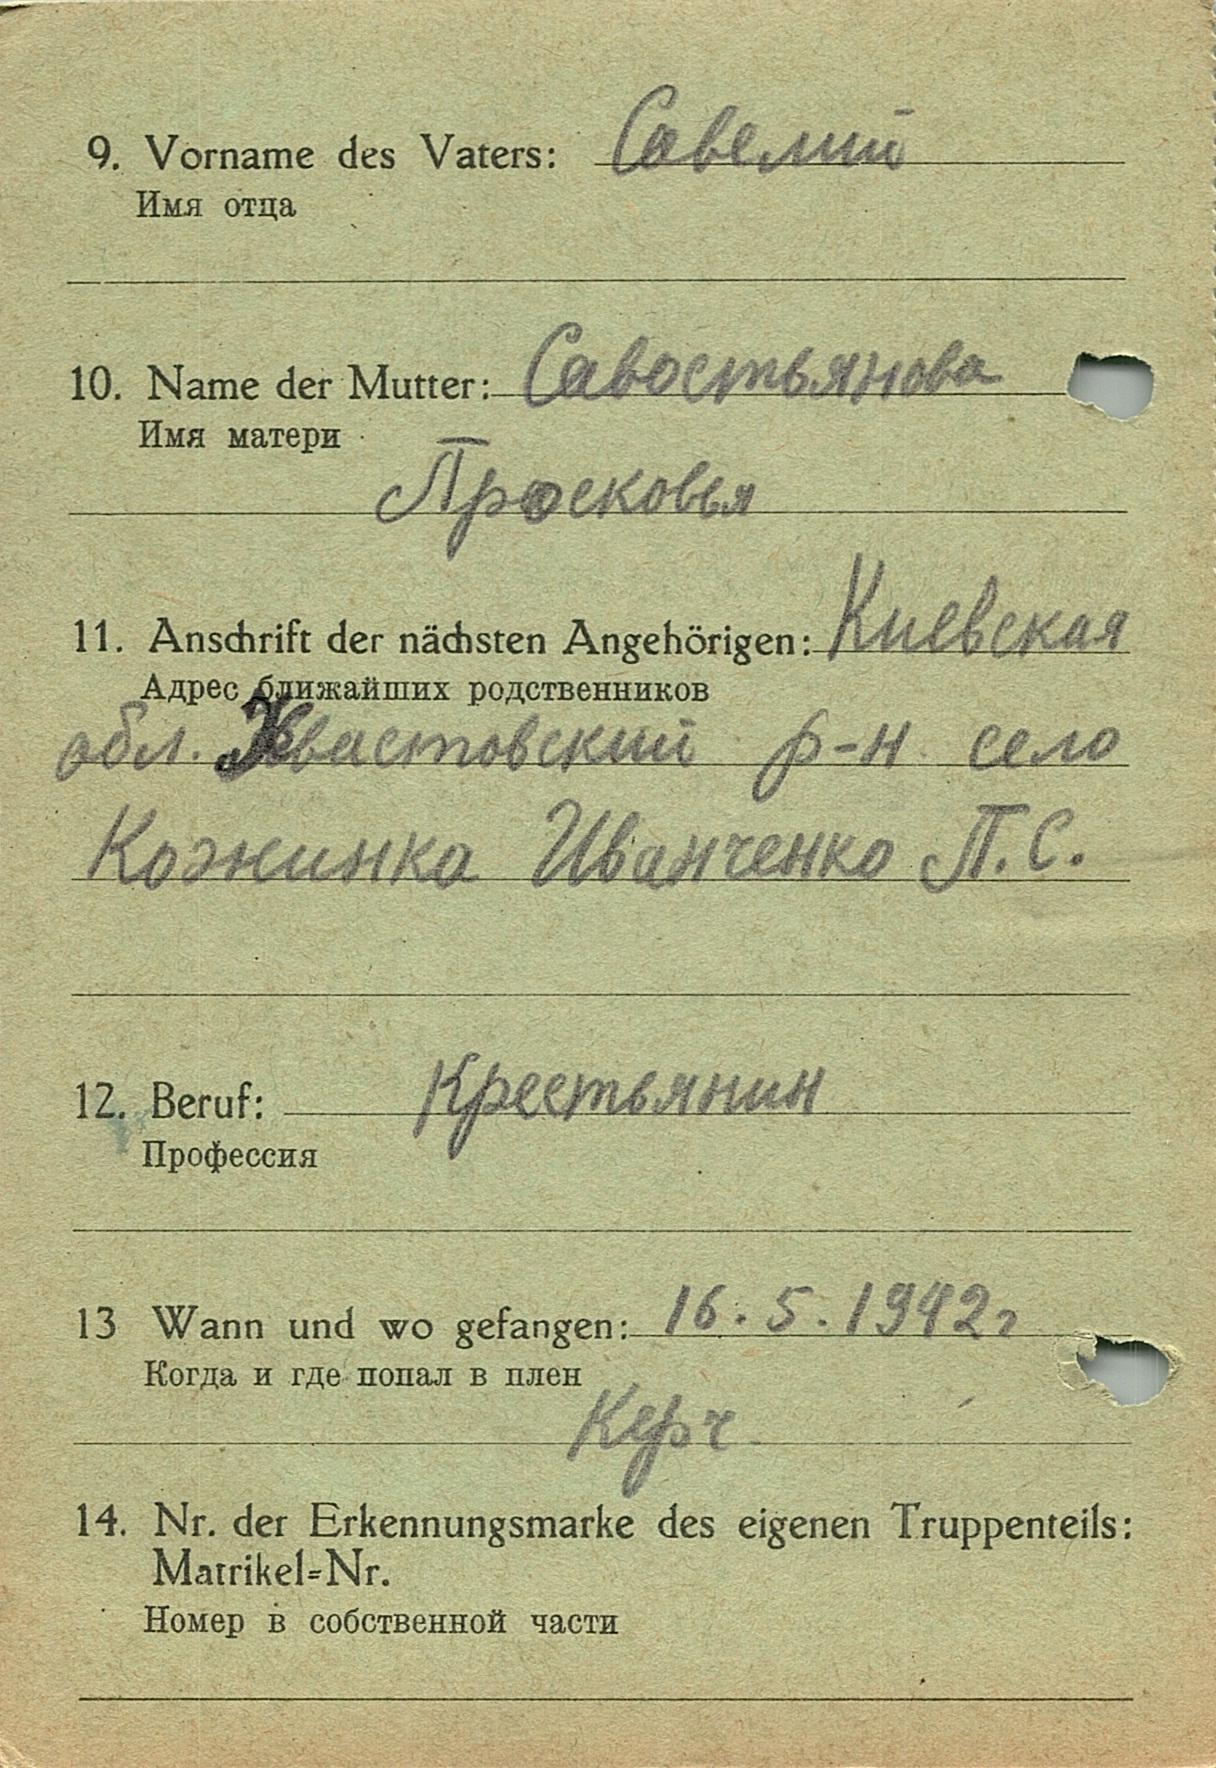 9. Vorname des Vaters: Савелий
Имя отца
10. Name der Mutter: Савостьянова
Имя матери
Просковья
11. Anschrift der nächsten Angehörigen: Киевская
Адрес ближайших родственников
обл. Хвастовский р-н село
Кожинка Иванченко П.С.
12. Beruf: Крестьянин
Профессия
13 Wann und wo gefangen: 16.5.1942г
Когда и где попал в плен
Керч.
14. Nr. der Erkennungsmarke des eigenen Truppenteils:
Matrikel=Nr.
Номер в собственной части